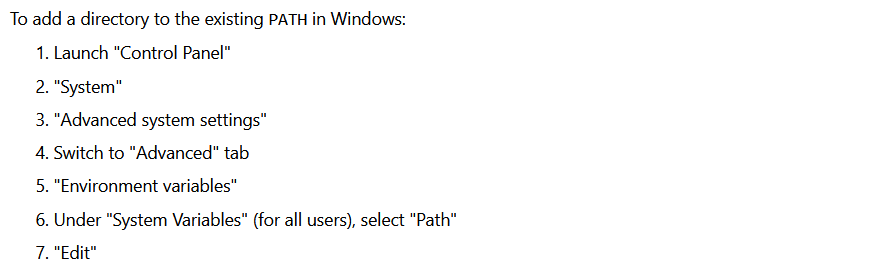 To add a directory to the existing PATH in Windows:
1. Launch "Control Panel"
2. "System"
3. "Advanced system settings"
4. Switch to "Advanced" tab
5. "Environment variables"
6. Under "System Variables" (for all users), select "Path"
7. "Edit"